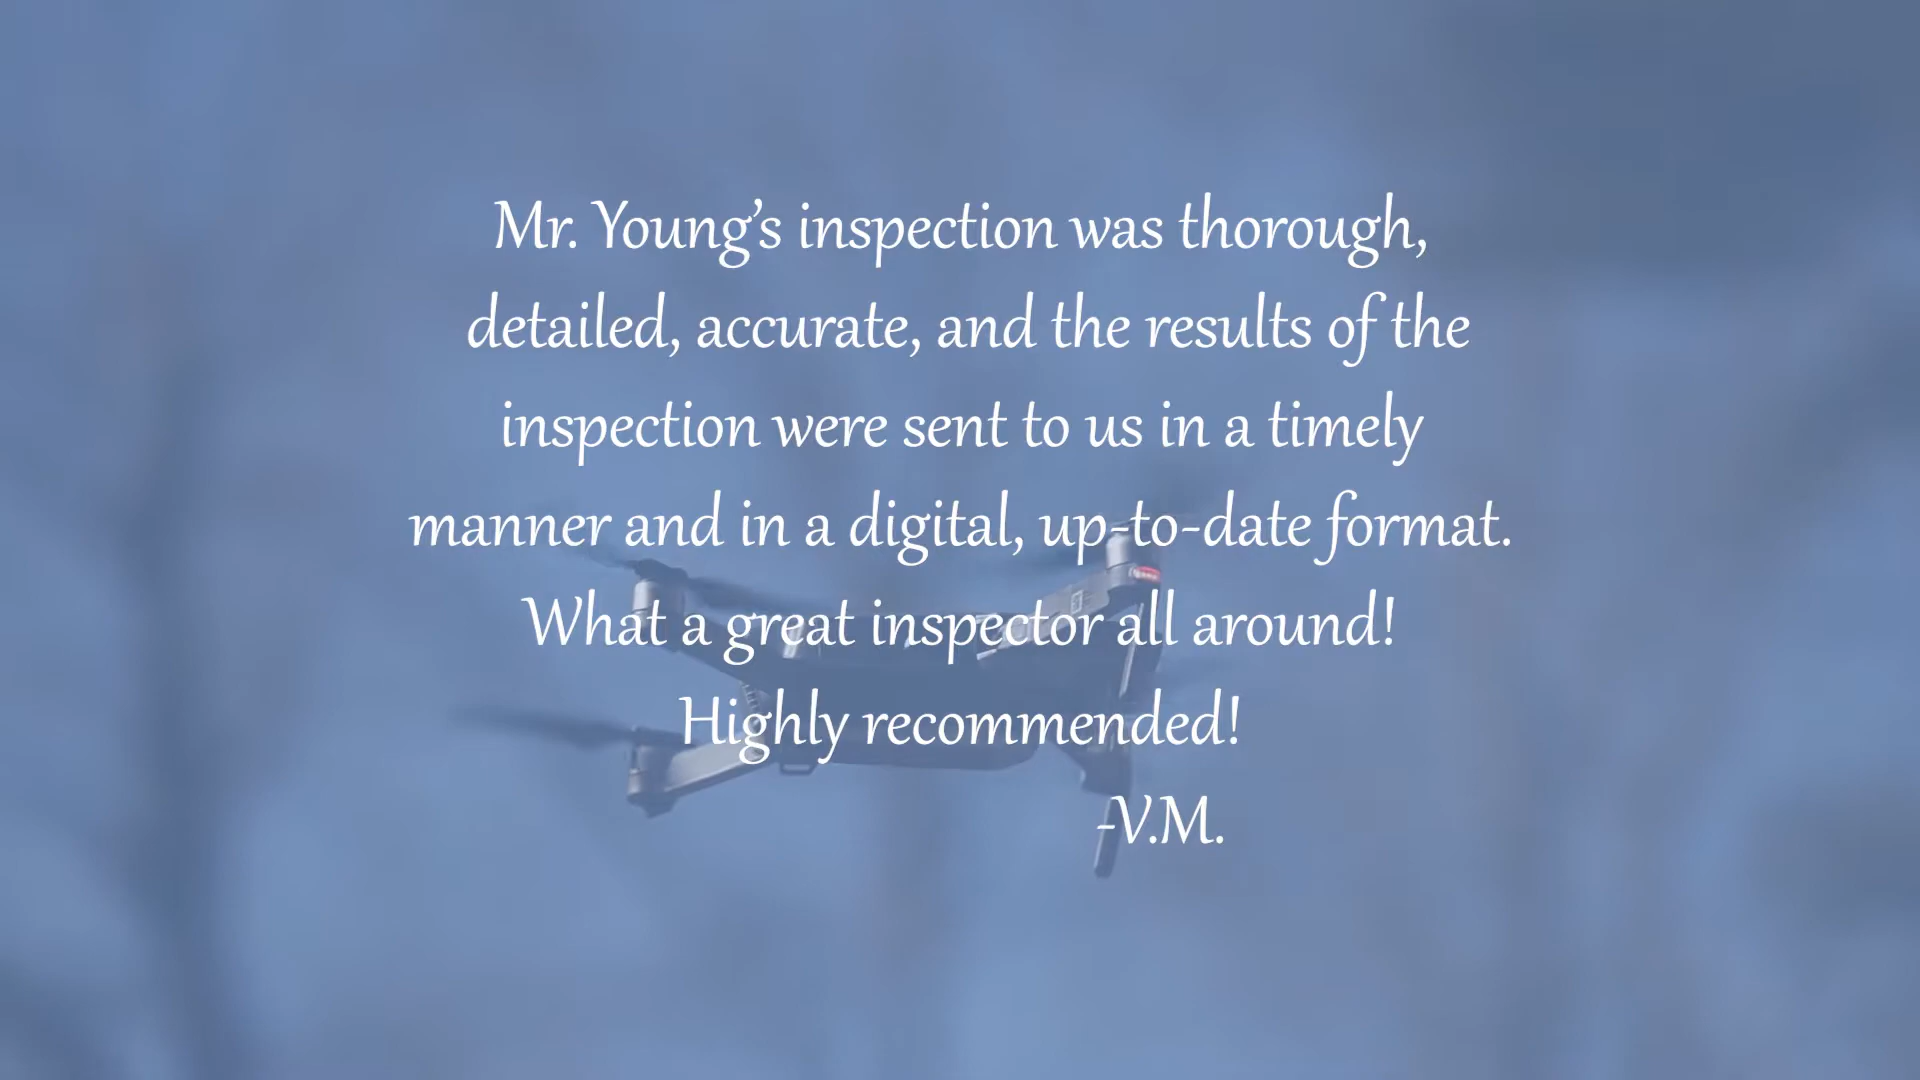 Mr. Young’s inspection was thorough,
detailed, accurate, and the results of the
inspection were sent to us in a timely
manner and in a digital, up-to-date format.
What a great inspector all around!
Highly recommended!
-V.M.